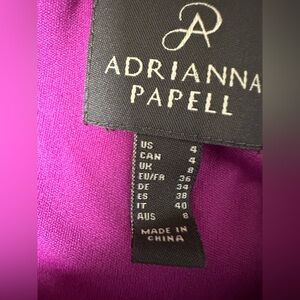 ADRIANNA
PAPELL
US 4
CAN 4
UK 8
EU/FR 36
DE 34
ES 38
IT 40
AUS 8
MADE IN
CHINA